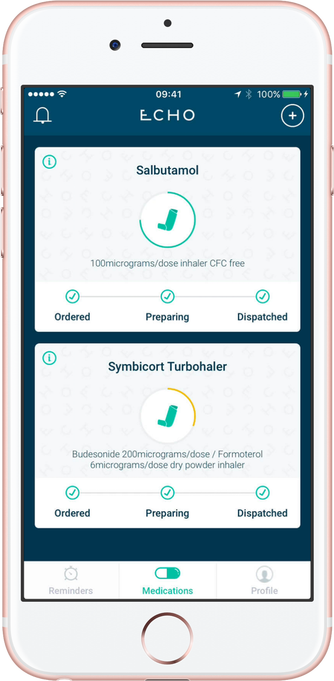 09:41
100%
ECHO
Salbutamol
100micrograms/dose inhaler CFC free
Ordered Preparing Dispatched
Symbicort Turbohaler
Budesonide 200micrograms/dose / Formoterol
6micrograms/dose dry powder inhaler
Ordered Preparing Dispatched
Reminders Medications Profile